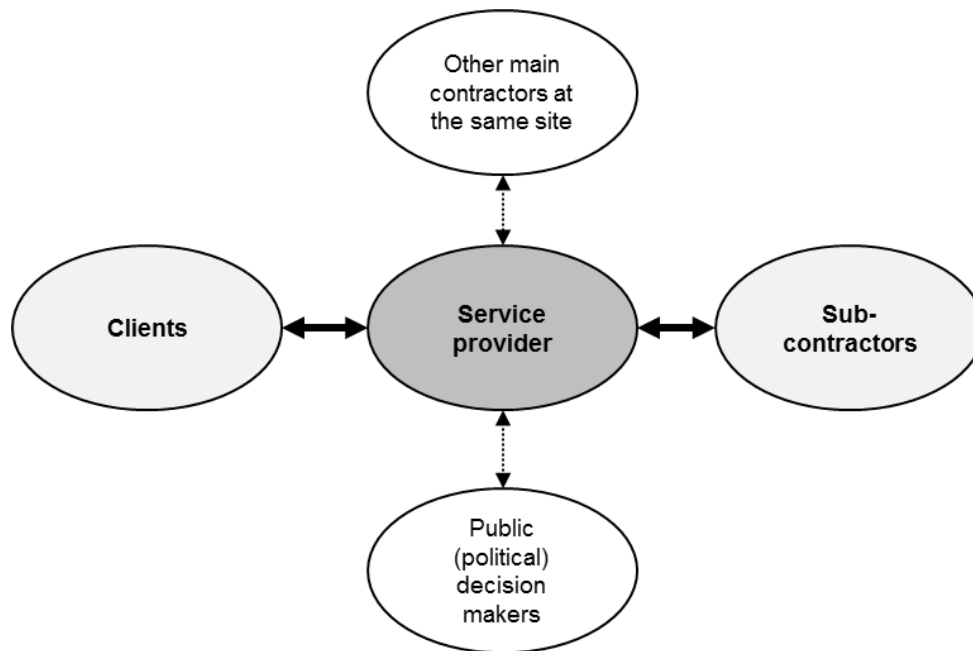 Other main
contractors at
the same site
Clients
Service
provider
Sub-
contractors
Public
(political)
decision
makers